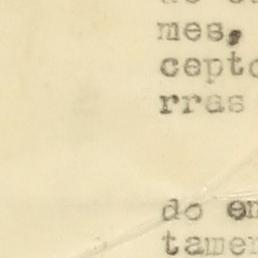 mes,
cepto
rras
do en
tamen